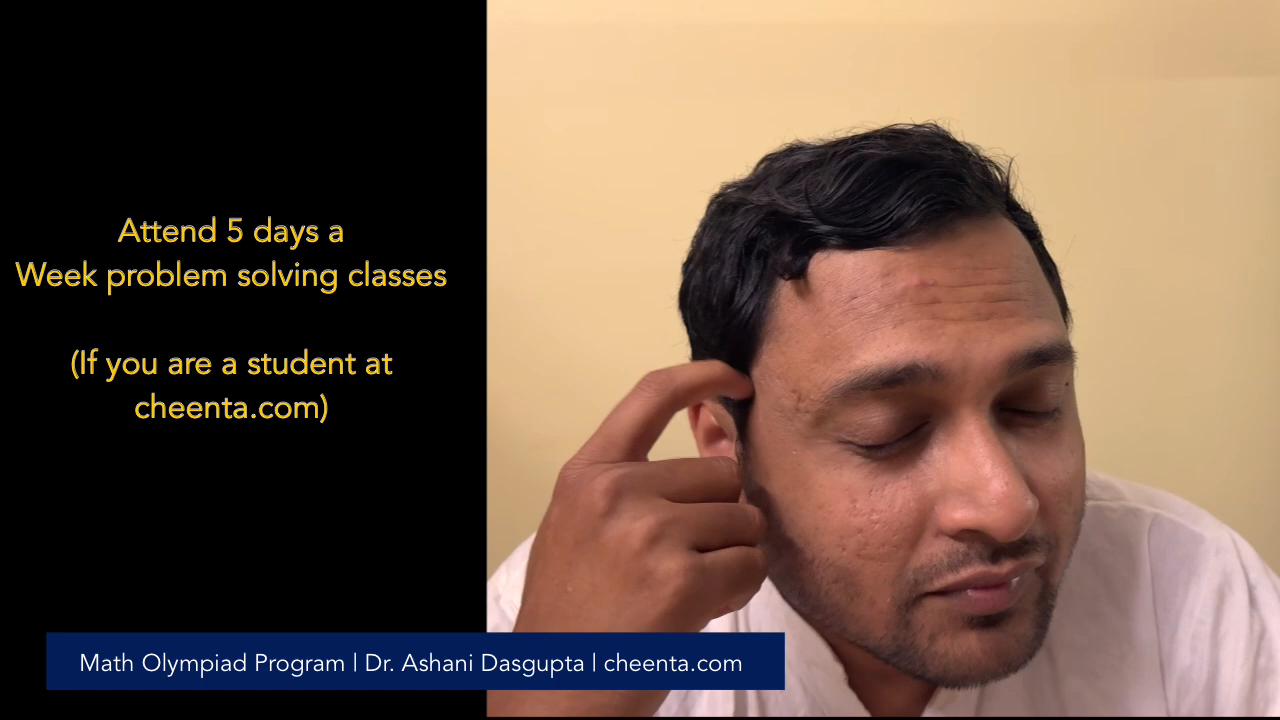 Attend 5 days a
Week problem solving classes
(If you are a student at
cheenta.com)
Math Olympiad Program | Dr. Ashani Dasgupta | cheenta.com